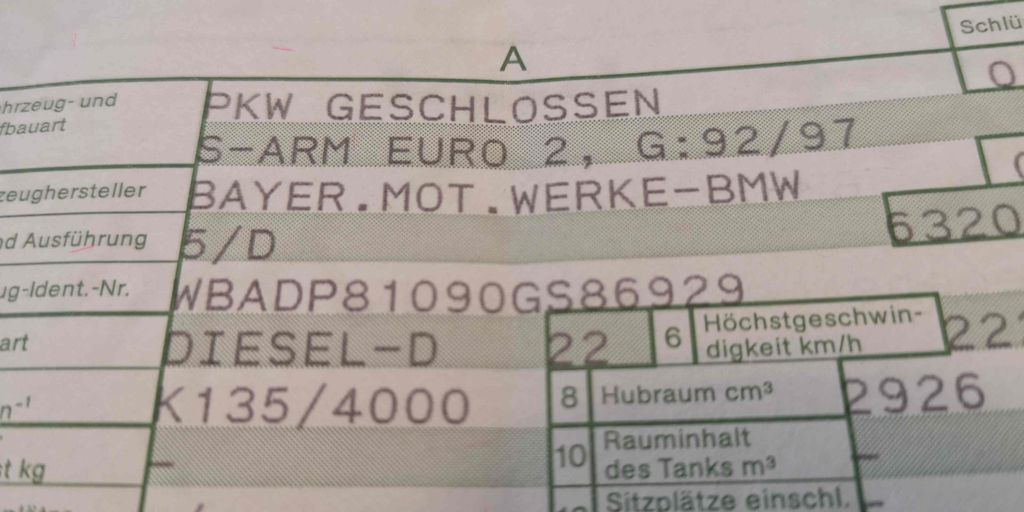 A
Schlü
hrzeug- und
fbauart
PKW GESCHLOSSEN
0
S-ARM EURO 2, G:92/97
zeughersteller
BAYER.MOT.WERKE-BMW
0
d Ausführung
5/D
6320
ug-Ident.-Nr.
WBADP81090GS86929
art
DIESEL-D
22
6
Höchstgeschwin-
digkeit km/h
22
n⁻¹
K135/4000
8
Hubraum cm³
2926
t kg
–
10
Rauminhalt
des Tanks m³
–
Sitzplätze einschl.
–